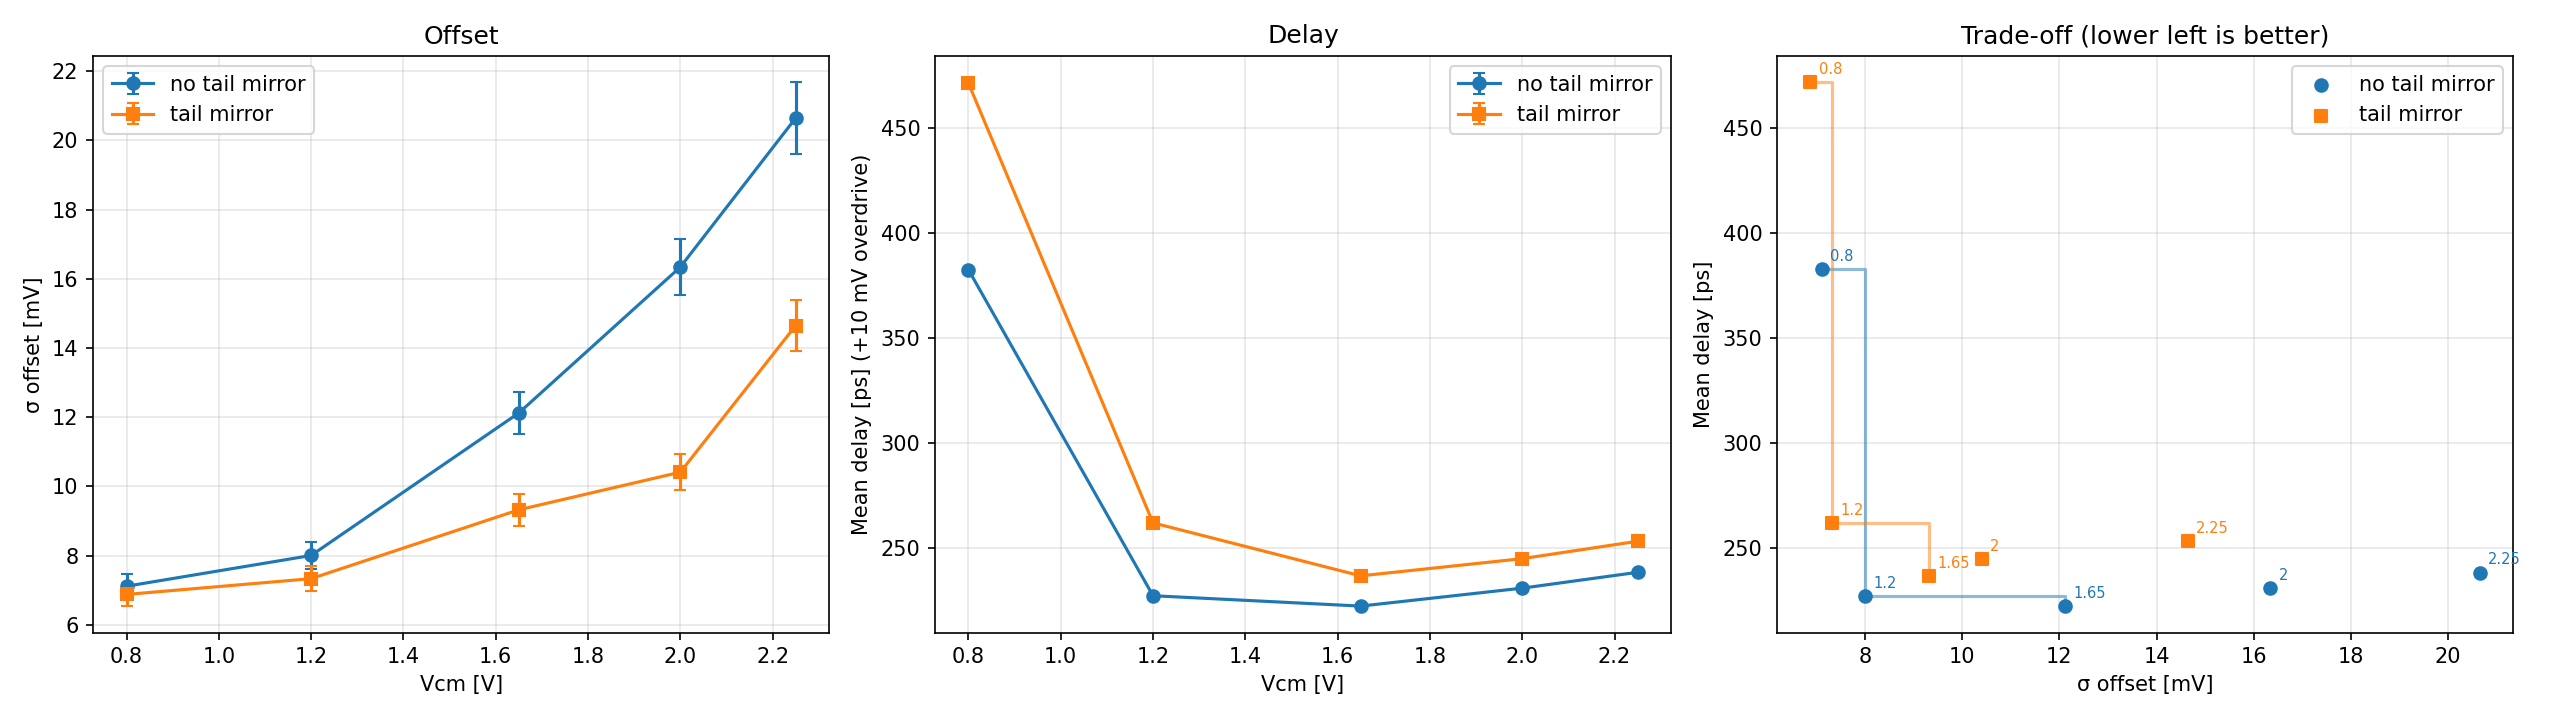 Offset
22
20
18
16
14
12
10
8
6
σ offset [mV]
no tail mirror
tail mirror
0.8 1.0 1.2 1.4 1.6 1.8 2.0 2.2
Vcm [V]
Delay
450
400
350
300
250
Mean delay [ps] (+10 mV overdrive)
no tail mirror
tail mirror
0.8 1.0 1.2 1.4 1.6 1.8 2.0 2.2
Vcm [V]
Trade-off (lower left is better)
450
400
350
300
250
Mean delay [ps]
no tail mirror
tail mirror
0.8
0.8
1.2
2.25
2
1.65
2.25
2
1.2
1.65
8 10 12 14 16 18 20
σ offset [mV]